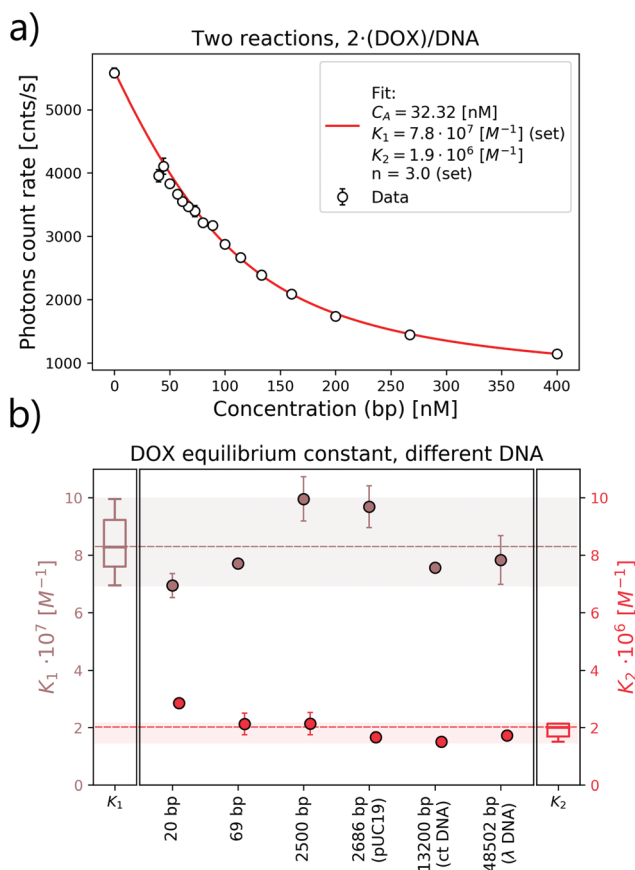 a)
Two reactions, 2·(DOX)/DNA
Photons count rate [cnts/s]
5000
4000
3000
2000
1000
Fit:
C_A = 32.32 [nM]
K_1 = 7.8 · 10^7 [M^{-1}] (set)
K_2 = 1.9 · 10^6 [M^{-1}]
n = 3.0 (set)
Data
0 50 100 150 200 250 300 350 400
Concentration (bp) [nM]
b)
DOX equilibrium constant, different DNA
K_1 ·10^7 [M^{-1}]
10
8
6
4
2
0
10
8
6
4
2
0
K_2 ·10^6 [M^{-1}]
K_1
20 bp
69 bp
2500 bp
2686 bp
(pUC19)
13200 bp
(ct DNA)
48502 bp
(λ DNA)
K_2